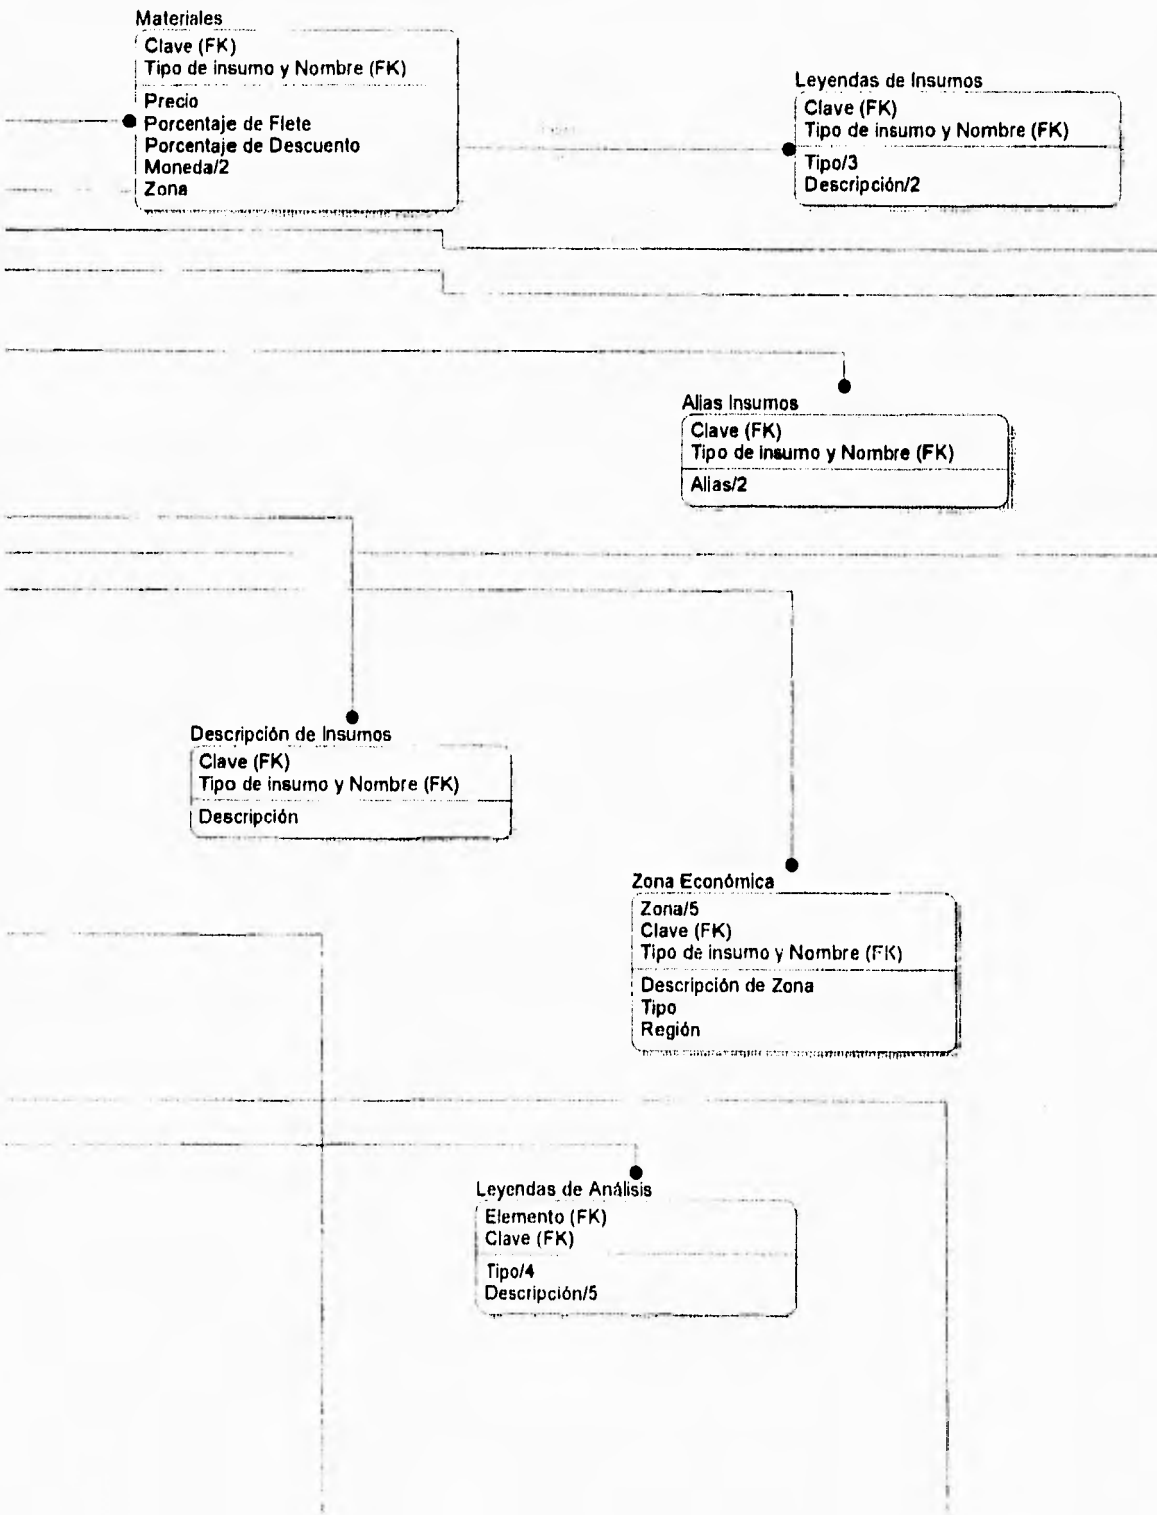 Materiales
Clave (FK)
Tipo de insumo y Nombre (FK)
Precio
Porcentaje de Flete
Porcentaje de Descuento
Moneda/2
Zona
Leyendas de Insumos
Clave (FK)
Tipo de insumo y Nombre (FK)
Tipo/3
Descripción/2
Alias Insumos
Clave (FK)
Tipo de insumo y Nombre (FK)
Alias/2
Descripción de Insumos
Clave (FK)
Tipo de insumo y Nombre (FK)
Descripción
Zona Económica
Zona/5
Clave (FK)
Tipo de insumo y Nombre (FK)
Descripción de Zona
Tipo
Región
Leyendas de Análisis
Elemento (FK)
Clave (FK)
Tipo/4
Descripción/5